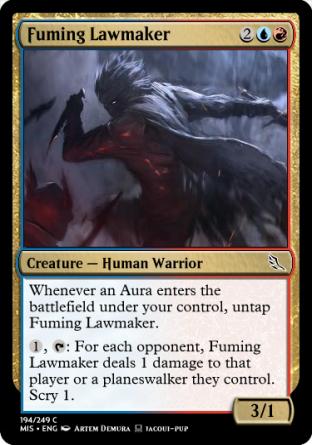 Fuming Lawmaker 2
Creature — Human Warrior
Whenever an Aura enters the
battlefield under your control, untap
Fuming Lawmaker.
1, : For each opponent, Fuming
Lawmaker deals 1 damage to that
player or a planeswalker they control.
Scry 1.
3/1
194/249 C
MIS • ENG Artem Demura iacoui-pup